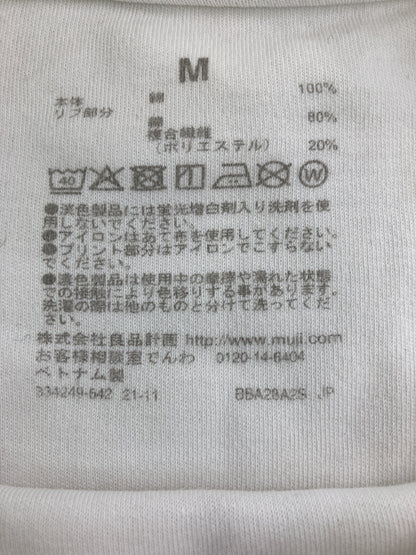 M
本体 綿 100%
リブ部分 綿 80%
複合繊維
(ポリエステル) 20%
40 W
●淡色製品には蛍光増白剤入り洗剤を使
用しないでください。
●アイロンはあて布を使用してください。
●プリント部分はアイロンでこすらない
でください。
●濃色製品は使用中の摩擦や濡れた状態
での接触により色移りする事があります。
洗濯の際は他のものと分けて洗ってくだ
さい。
株式会社良品計画 http://www.muji.com
お客様相談室でんわ 0120-14-6404
ベトナム製
334249-642 21-11 BBA28A2S JP